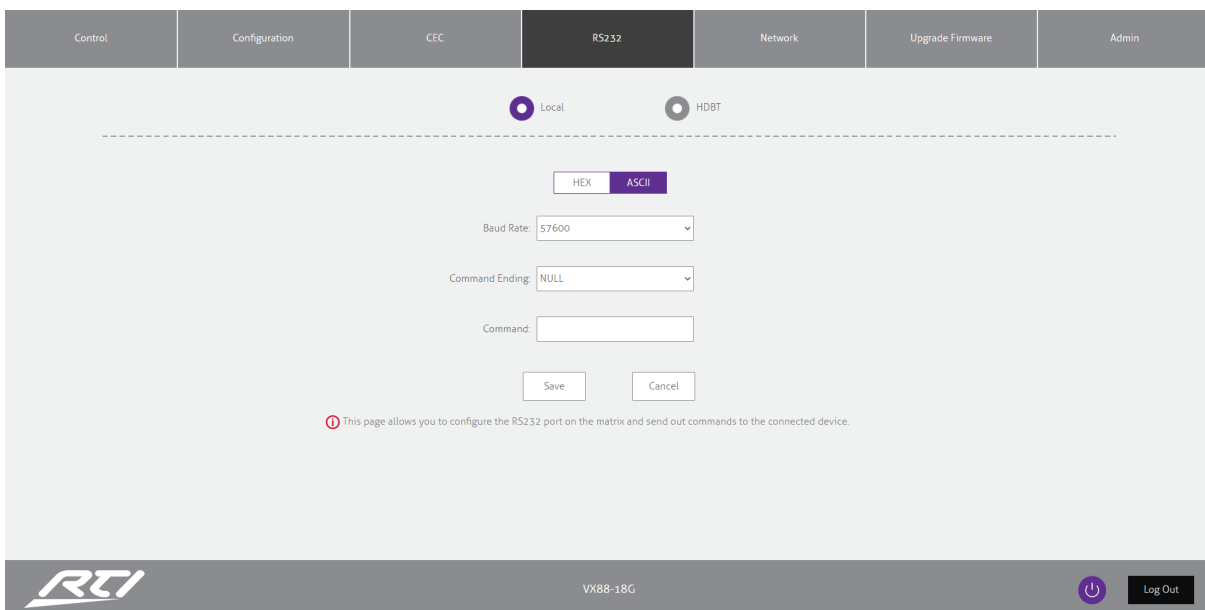 Control Configuration CEC RS232 Network Upgrade Firmware Admin
Local HDBT
HEX ASCII
Baud Rate: 57600
Command Ending: NULL
Command:
Save Cancel
This page allows you to configure the RS232 port on the matrix and send out commands to the connected device.
RTI VX88-18G Log Out